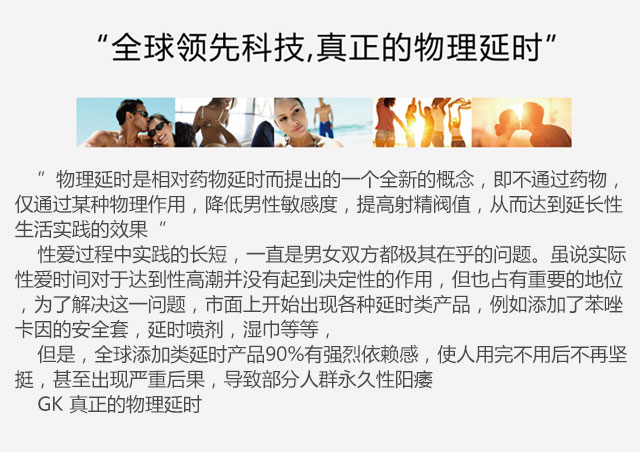 “全球领先科技,真正的物理延时”
”物理延时是相对药物延时而提出的一个全新的概念，即不通过药物，
仅通过某种物理作用，降低男性敏感度，提高射精阀值，从而达到延长性
生活实践的效果“
性爱过程中实践的长短，一直是男女双方都极其在乎的问题。虽说实际
性爱时间对于达到性高潮并没有起到决定性的作用，但也占有重要的地位
，为了解决这一问题，市面上开始出现各种延时类产品，例如添加了苯唑
卡因的安全套，延时喷剂，湿巾等等，
但是，全球添加类延时产品90%有强烈依赖感，使人用完不用后不再坚
挺，甚至出现严重后果，导致部分人群永久性阳痿
GK 真正的物理延时